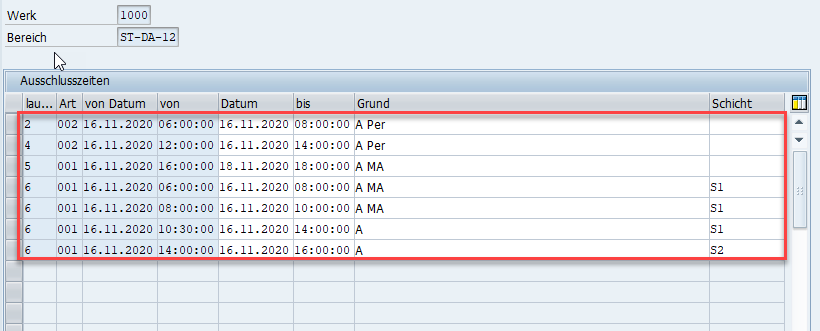 Werk 1000
Bereich ST-DA-12
Ausschlusszeiten
lau... Art von Datum von Datum bis Grund Schicht
2 002 16.11.2020 06:00:00 16.11.2020 08:00:00 A Per
4 002 16.11.2020 12:00:00 16.11.2020 14:00:00 A Per
5 001 16.11.2020 16:00:00 18.11.2020 18:00:00 A MA
6 001 16.11.2020 06:00:00 16.11.2020 08:00:00 A MA S1
6 001 16.11.2020 08:00:00 16.11.2020 10:00:00 A MA S1
6 001 16.11.2020 10:30:00 16.11.2020 14:00:00 A S1
6 001 16.11.2020 14:00:00 16.11.2020 16:00:00 A S2